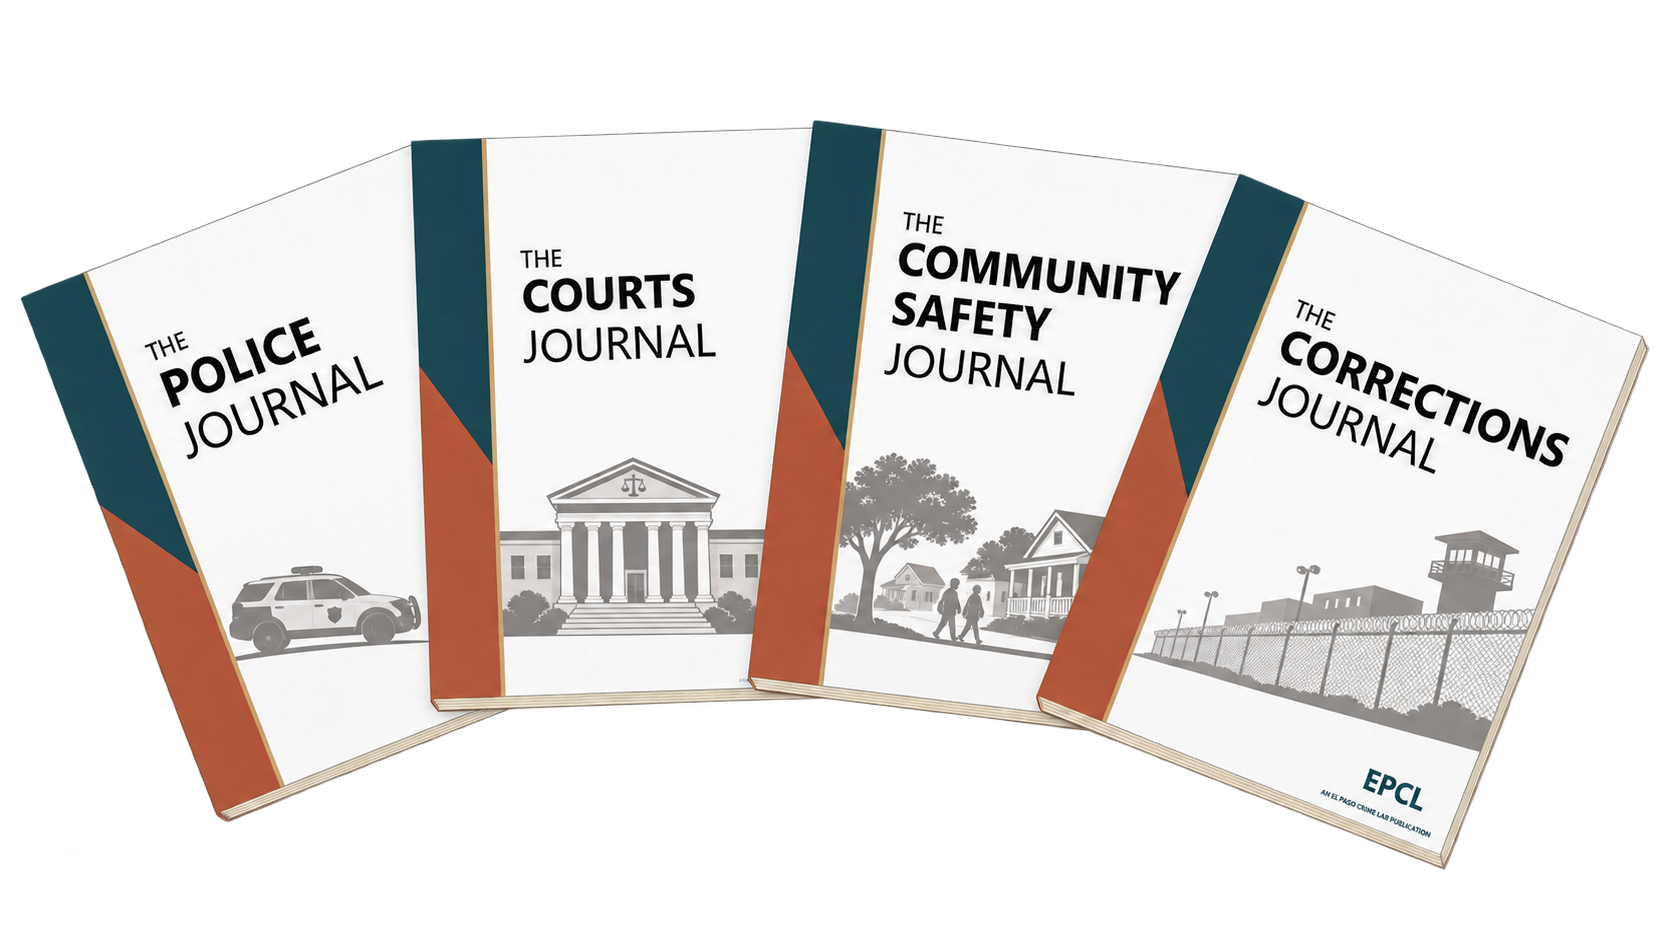 THE
POLICE
JOURNAL
THE
COURTS
JOURNAL
THE
COMMUNITY
SAFETY
JOURNAL
THE
CORRECTIONS
JOURNAL
EPCL
AN EL PASO CRIME LAB PUBLICATION